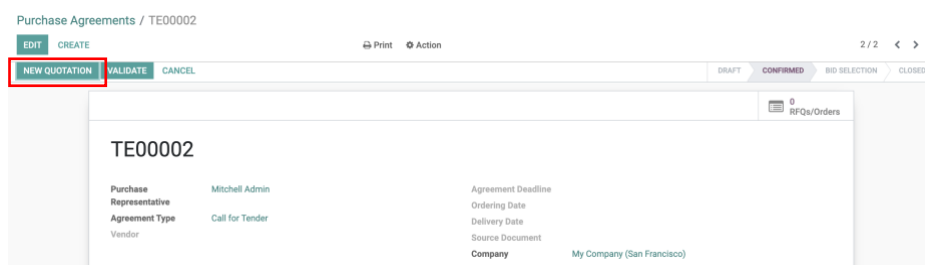 Purchase Agreements / TE00002
EDIT CREATE Print Action 2 / 2
NEW QUOTATION VALIDATE CANCEL DRAFT CONFIRMED BID SELECTION CLOSED
0
RFQs/Orders
TE00002
Purchase Representative Mitchell Admin
Agreement Type Call for Tender
Vendor
Agreement Deadline
Ordering Date
Delivery Date
Source Document
Company My Company (San Francisco)